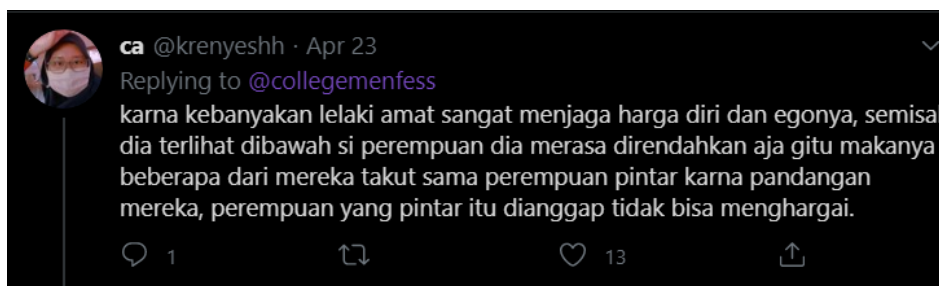 ca @krenyeshh · Apr 23
Replying to @collegemenfess
karna kebanyakan lelaki amat sangat menjaga harga diri dan egonya, semisal
dia terlihat dibawah si perempuan dia merasa direndahkan aja gitu makanya
beberapa dari mereka takut sama perempuan pintar karna pandangan
mereka, perempuan yang pintar itu dianggap tidak bisa menghargai.
1 13